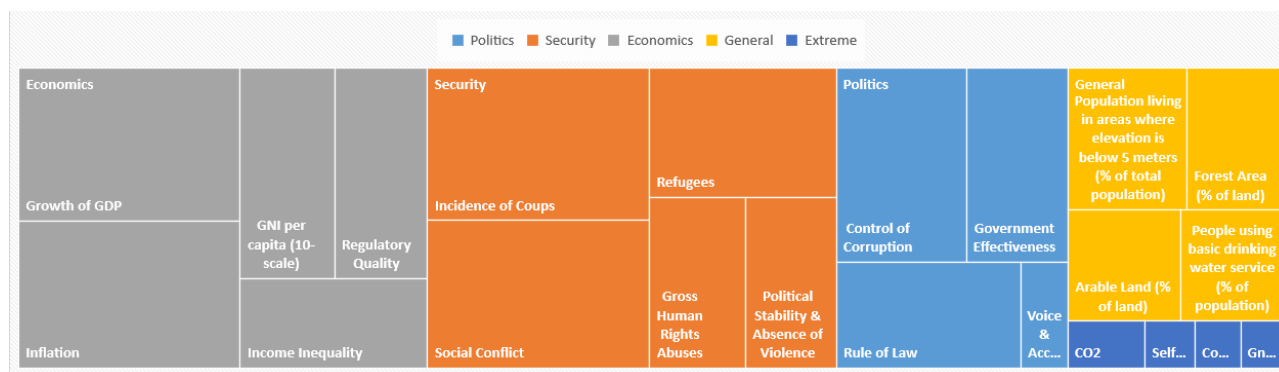 Politics Security Economics General Extreme
Economics
Growth of GDP
Inflation
GNI per
capita (10-
scale)
Regulatory
Quality
Income Inequality
Security
Incidence of Coups
Social Conflict
Refugees
Gross
Human
Rights
Abuses
Political
Stability &
Absence of
Violence
Politics
Control of
Corruption
Government
Effectiveness
Rule of Law
Voice
&
Acc...
General
Population living
in areas where
elevation is
below 5 meters
(% of total
population)
Forest Area
(% of land)
Arable Land (%
of land)
People using
basic drinking
water service
(% of
population)
CO2
Self...
Co...
Gn...